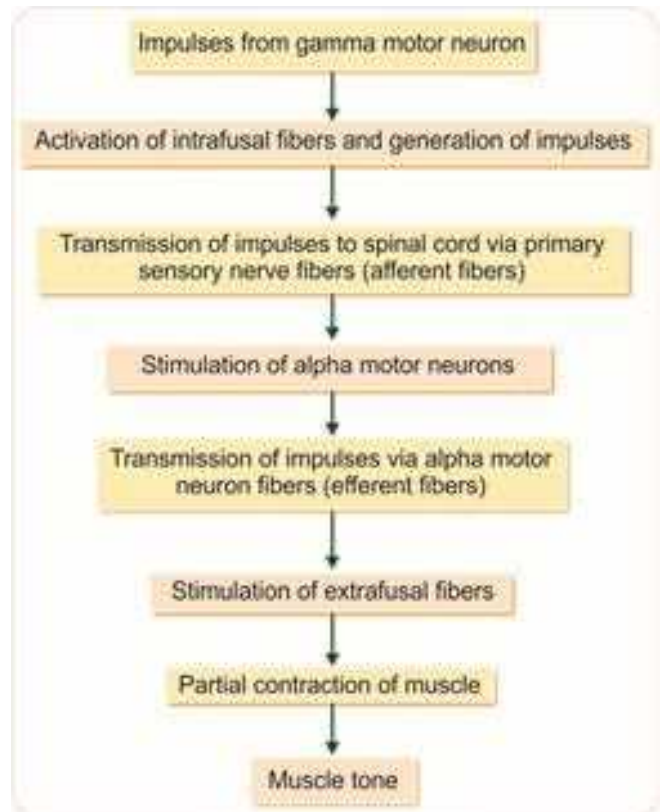 Impulses from gamma motor neuron
Activation of intrafusal fibers and generation of impulses
Transmission of impulses to spinal cord via primary
sensory nerve fibers (afferent fibers)
Stimulation of alpha motor neurons
Transmission of impulses via alpha motor
neuron fibers (efferent fibers)
Stimulation of extrafusal fibers
Partial contraction of muscle
Muscle tone